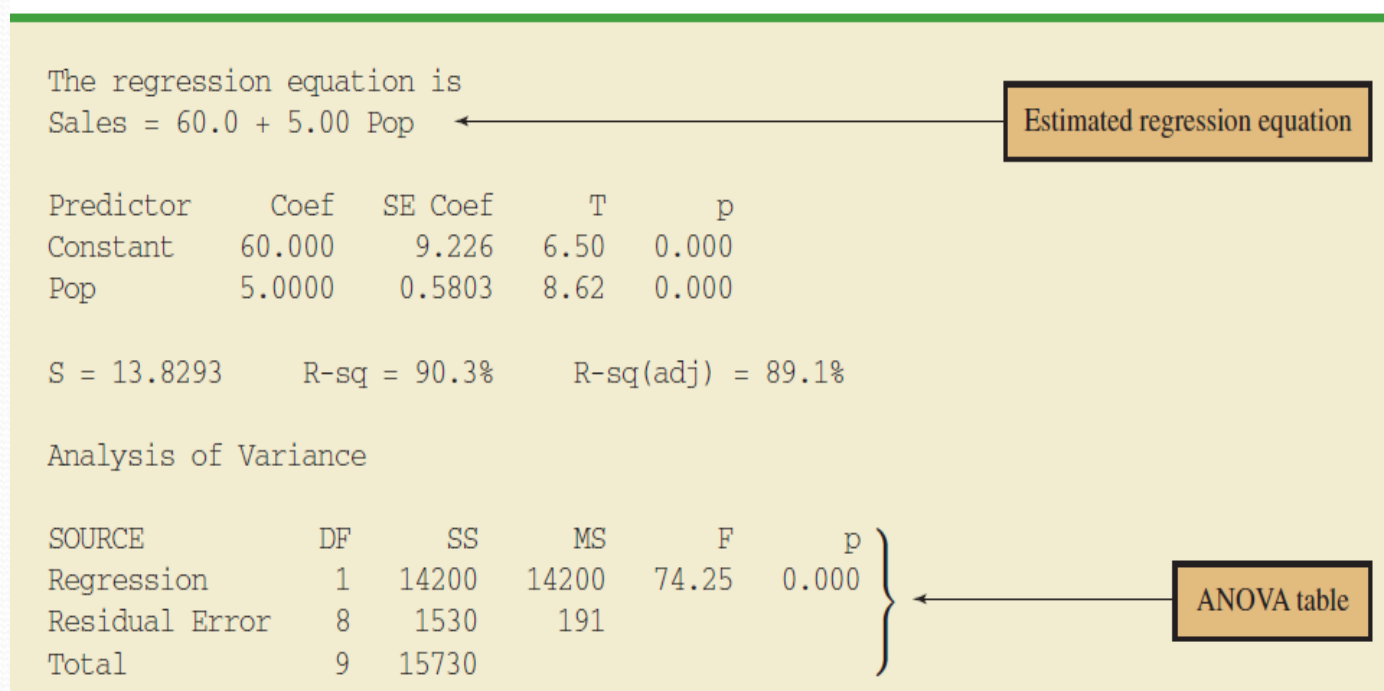 The regression equation is
Sales = 60.0 + 5.00 Pop
Estimated regression equation
Predictor Coef SE Coef T p
Constant 60.000 9.226 6.50 0.000
Pop 5.0000 0.5803 8.62 0.000
S = 13.8293 R-sq = 90.3% R-sq(adj) = 89.1%
Analysis of Variance
SOURCE DF SS MS F p
Regression 1 14200 14200 74.25 0.000
Residual Error 8 1530 191
Total 9 15730
ANOVA table